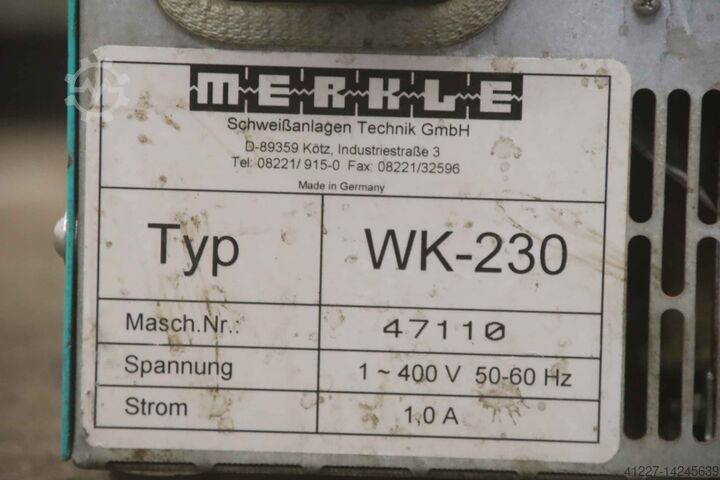 MERKLE
Schweißanlagen Technik GmbH
D-89359 Kötz, Industriestraße 3
Tel: 08221/ 915-0 Fax: 08221/32596
Made in Germany
Typ WK-230
Masch.Nr.: 47110
Spannung 1 ~ 400 V 50-60 Hz
Strom 1,0 A
41227-14245639